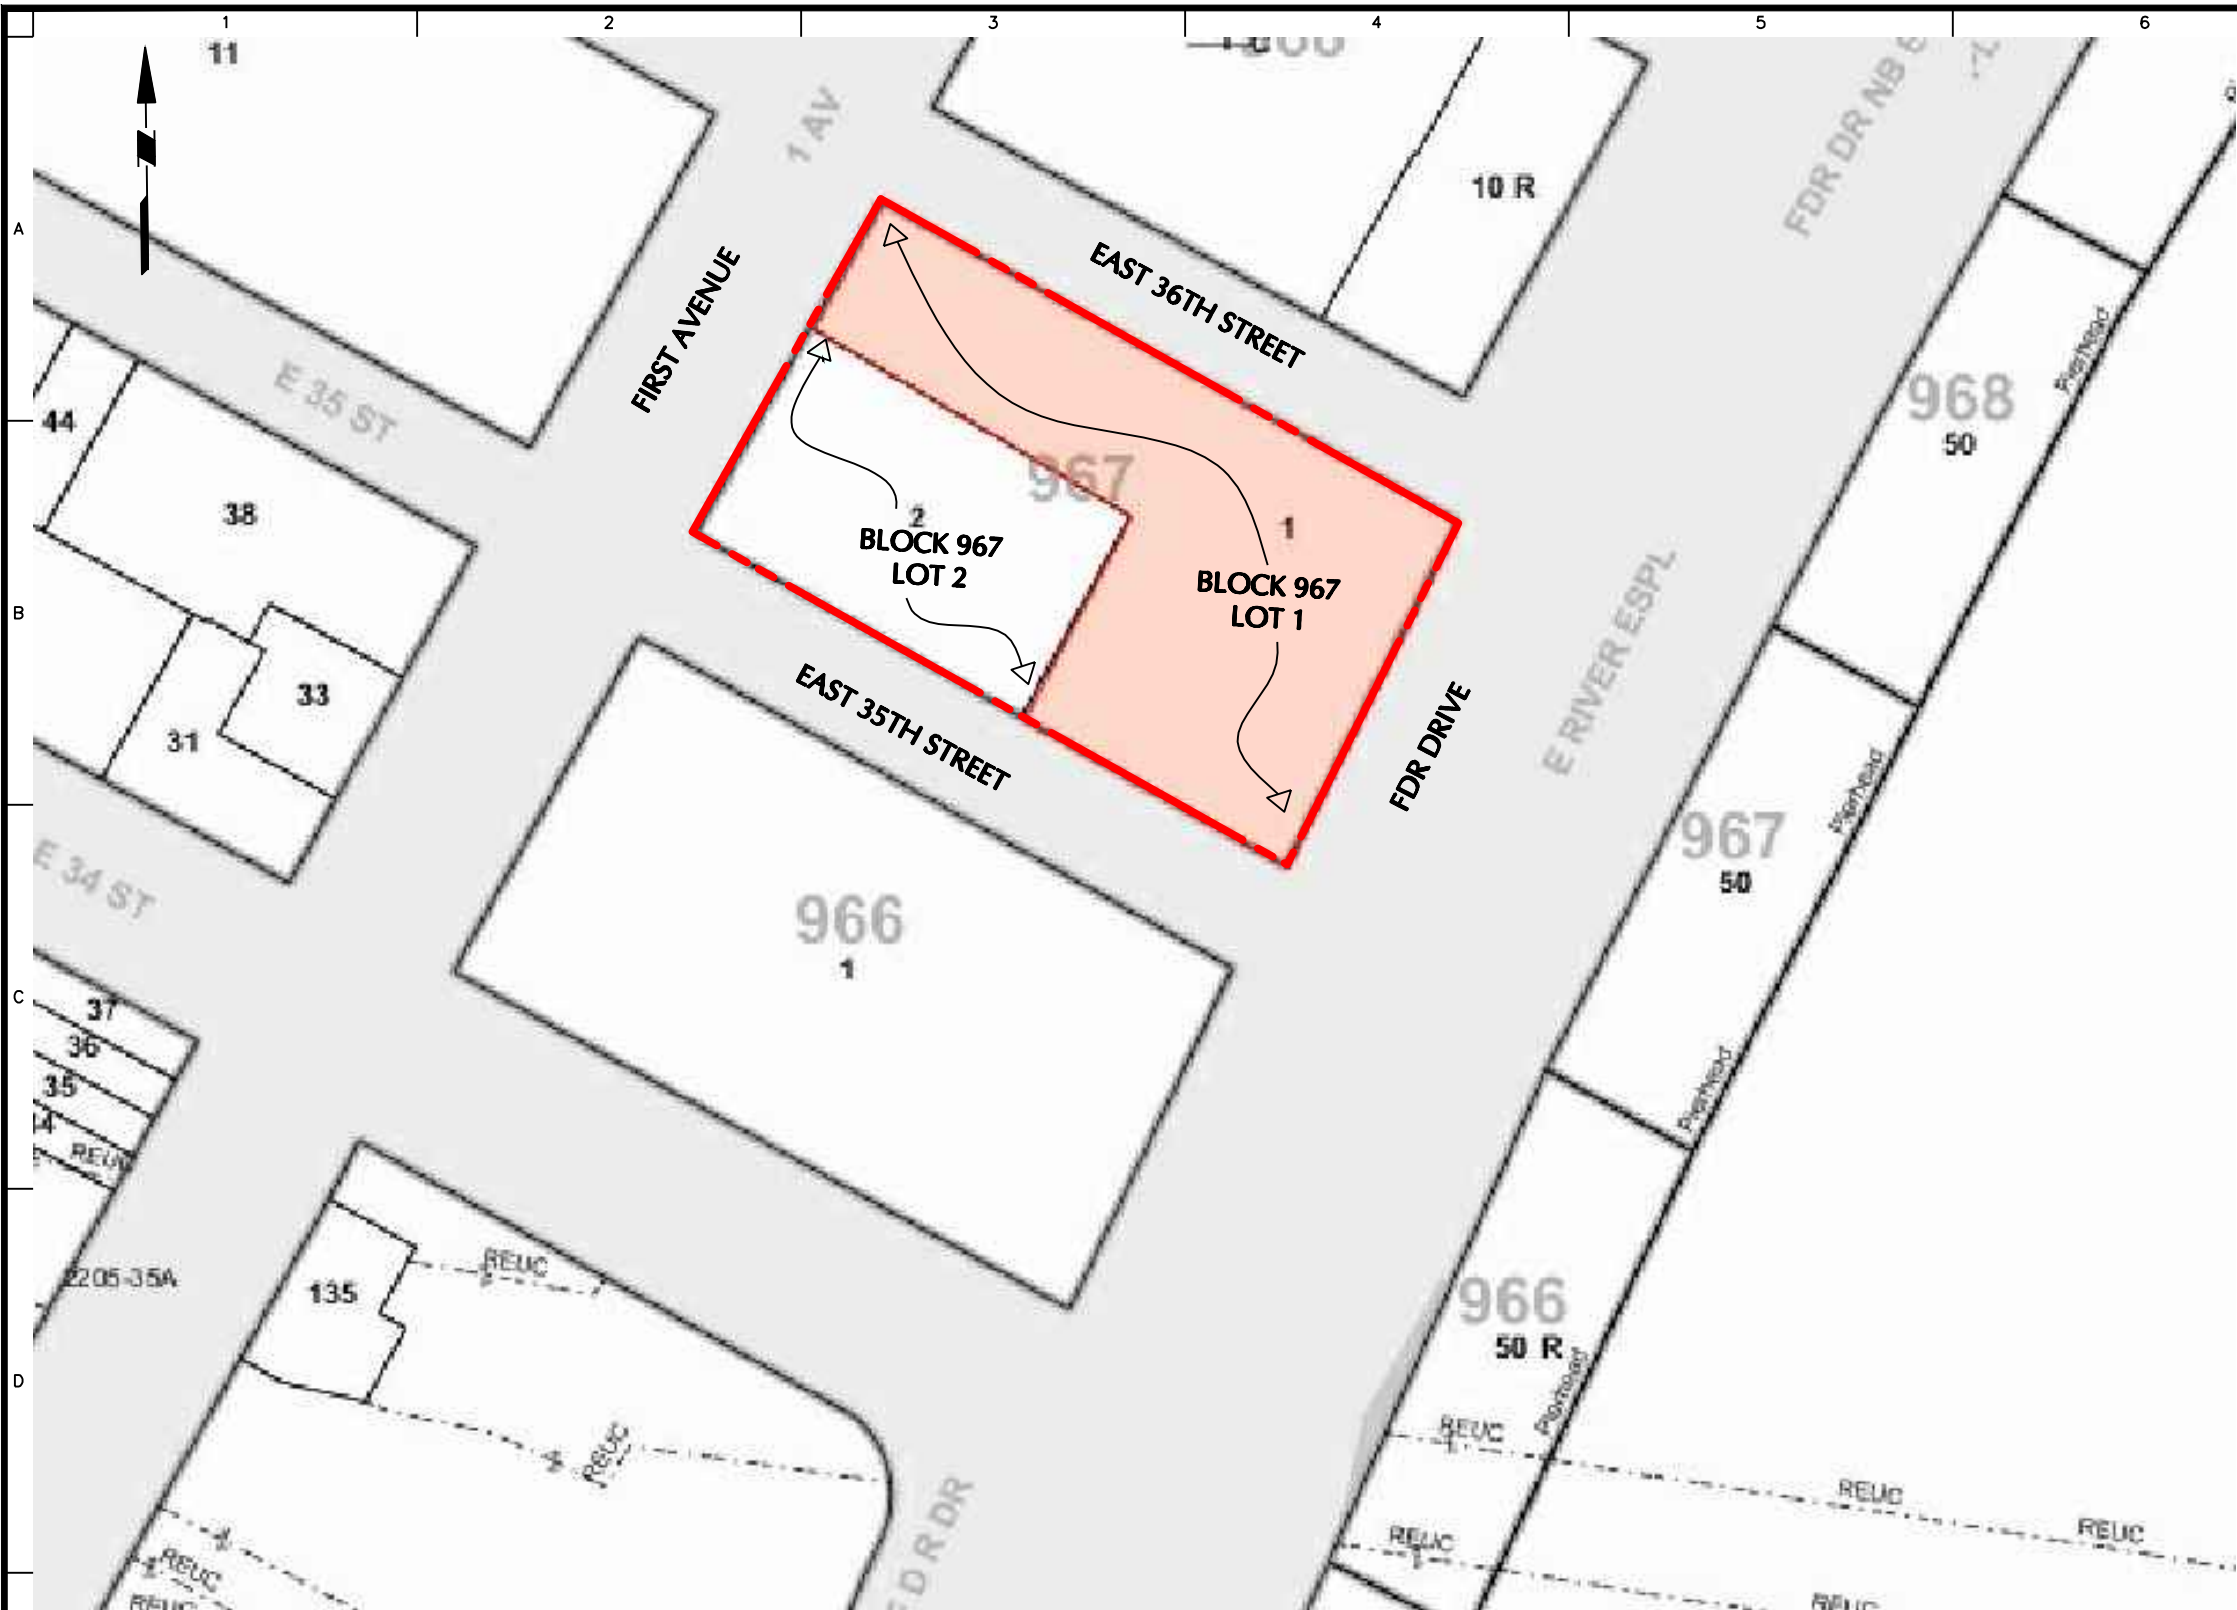 1
2
3
4
5
6
11
A
B
C
D
1 AV
10 R
FDR DR NB
FIRST AVENUE
EAST 36TH STREET
E 35 ST
44
38
33
31
967
2
BLOCK 967
LOT 2
1
BLOCK 967
LOT 1
968
50
Pierhead
E RIVER ESPL
EAST 35TH STREET
FDR DRIVE
E 34 ST
966
1
967
50
Pierhead
37
36
35
REUC
Pierhead
2205-35A
135
REUC
REUC
966
50 R
Pierhead
REUC
REUC
REUC
REUC
REUC
REUC
REUC
D R DR